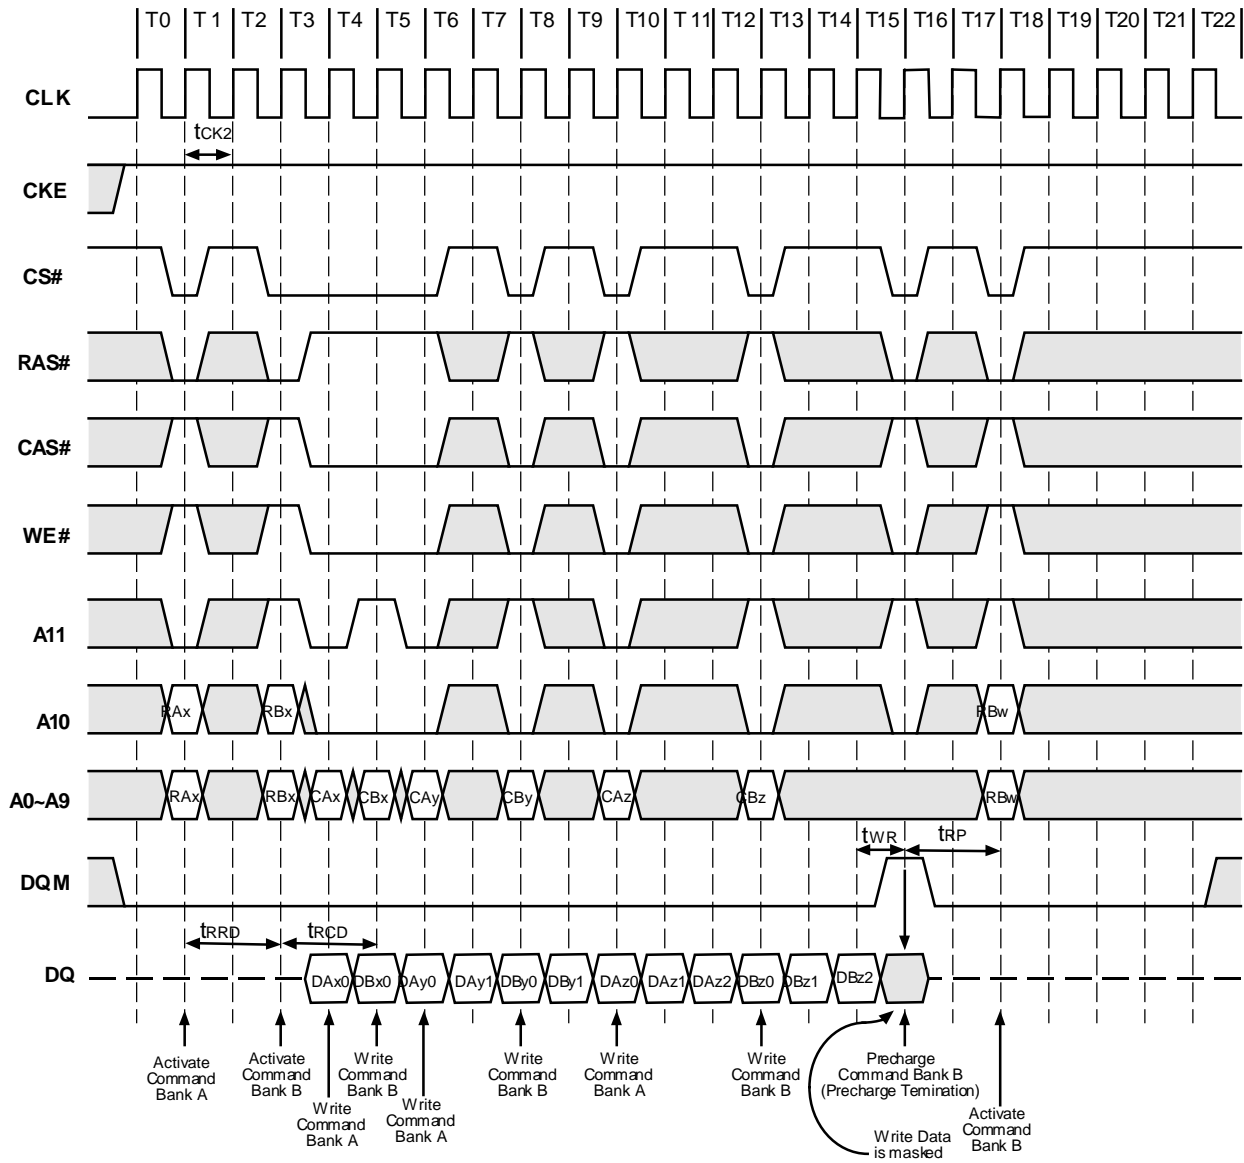 T0 T1 T2 T3 T4 T5 T6 T7 T8 T9 T10 T11 T12 T13 T14 T15 T16 T17 T18 T19 T20 T21 T22
CLK
tCK2
CKE
CS#
RAS#
CAS#
WE#
A11
A10 RAx RBx RBw
A0~A9 RAx RBx CAx CBx CAy CBy CAz CBz RBw
tWR tRP
DQM
tRRD tRCD
DQ DAx0 DBx0 DAy0 DAy1 DBy0 DBy1 DAz0 DAz1 DAz2 DBz0 DBz1 DBz2
Activate
Command
Bank A
Activate
Command
Bank B
Write
Command
Bank A
Write
Command
Bank B
Write
Command
Bank A
Write
Command
Bank B
Write
Command
Bank A
Write
Command
Bank B
Precharge
Command Bank B
(Precharge Temination)
Write Data
is masked
Activate
Command
Bank B